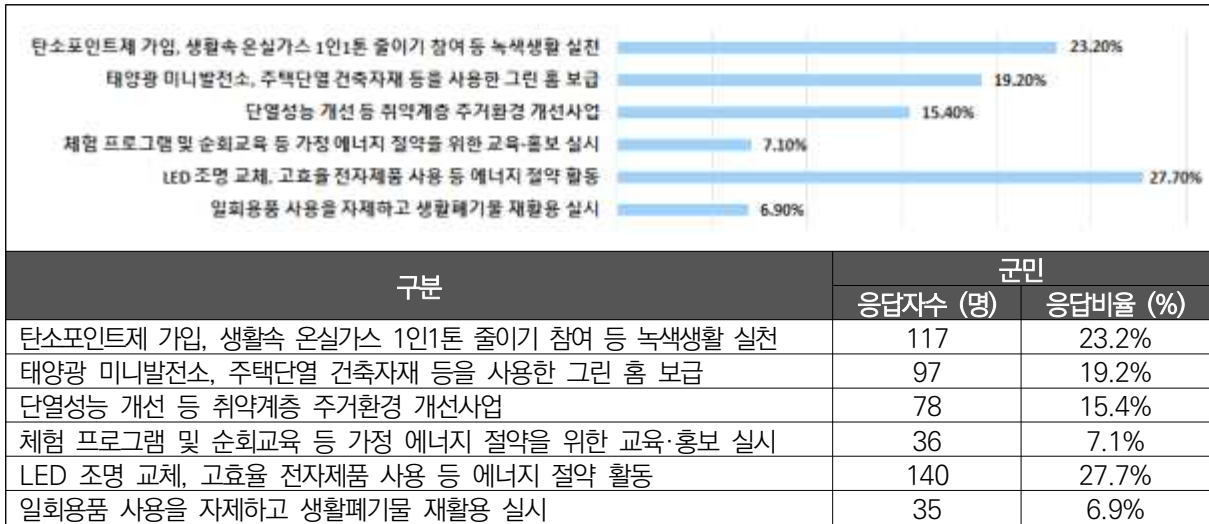 탄소포인트제 가입, 생활속 온실가스 1인1톤 줄이기 참여 등 녹색생활 실천 23.20%
태양광 미니발전소, 주택단열 건축자재 등을 사용한 그린 홈 보급 19.20%
단열성능 개선 등 취약계층 주거환경 개선사업 15.40%
체험 프로그램 및 순회교육 등 가정 에너지 절약을 위한 교육·홍보 실시 7.10%
LED 조명 교체, 고효율 전자제품 사용 등 에너지 절약 활동 27.70%
일회용품 사용을 자제하고 생활폐기물 재활용 실시 6.90%
구분 군민
응답자수 (명) 응답비율 (%)
탄소포인트제 가입, 생활속 온실가스 1인1톤 줄이기 참여 등 녹색생활 실천 117 23.2%
태양광 미니발전소, 주택단열 건축자재 등을 사용한 그린 홈 보급 97 19.2%
단열성능 개선 등 취약계층 주거환경 개선사업 78 15.4%
체험 프로그램 및 순회교육 등 가정 에너지 절약을 위한 교육·홍보 실시 36 7.1%
LED 조명 교체, 고효율 전자제품 사용 등 에너지 절약 활동 140 27.7%
일회용품 사용을 자제하고 생활폐기물 재활용 실시 35 6.9%